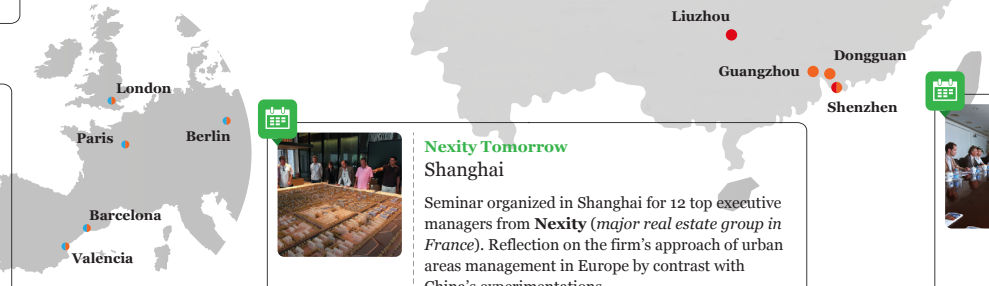 London
Paris
Berlin
Barcelona
Valencia
Liuzhou
Dongguan
Guangzhou
Shenzhen
Nexity Tomorrow
Shanghai
Seminar organized in Shanghai for 12 top executive
managers from Nexity (major real estate group in
France). Reflection on the firm’s approach of urban
areas management in Europe by contrast with
China’s experimentations